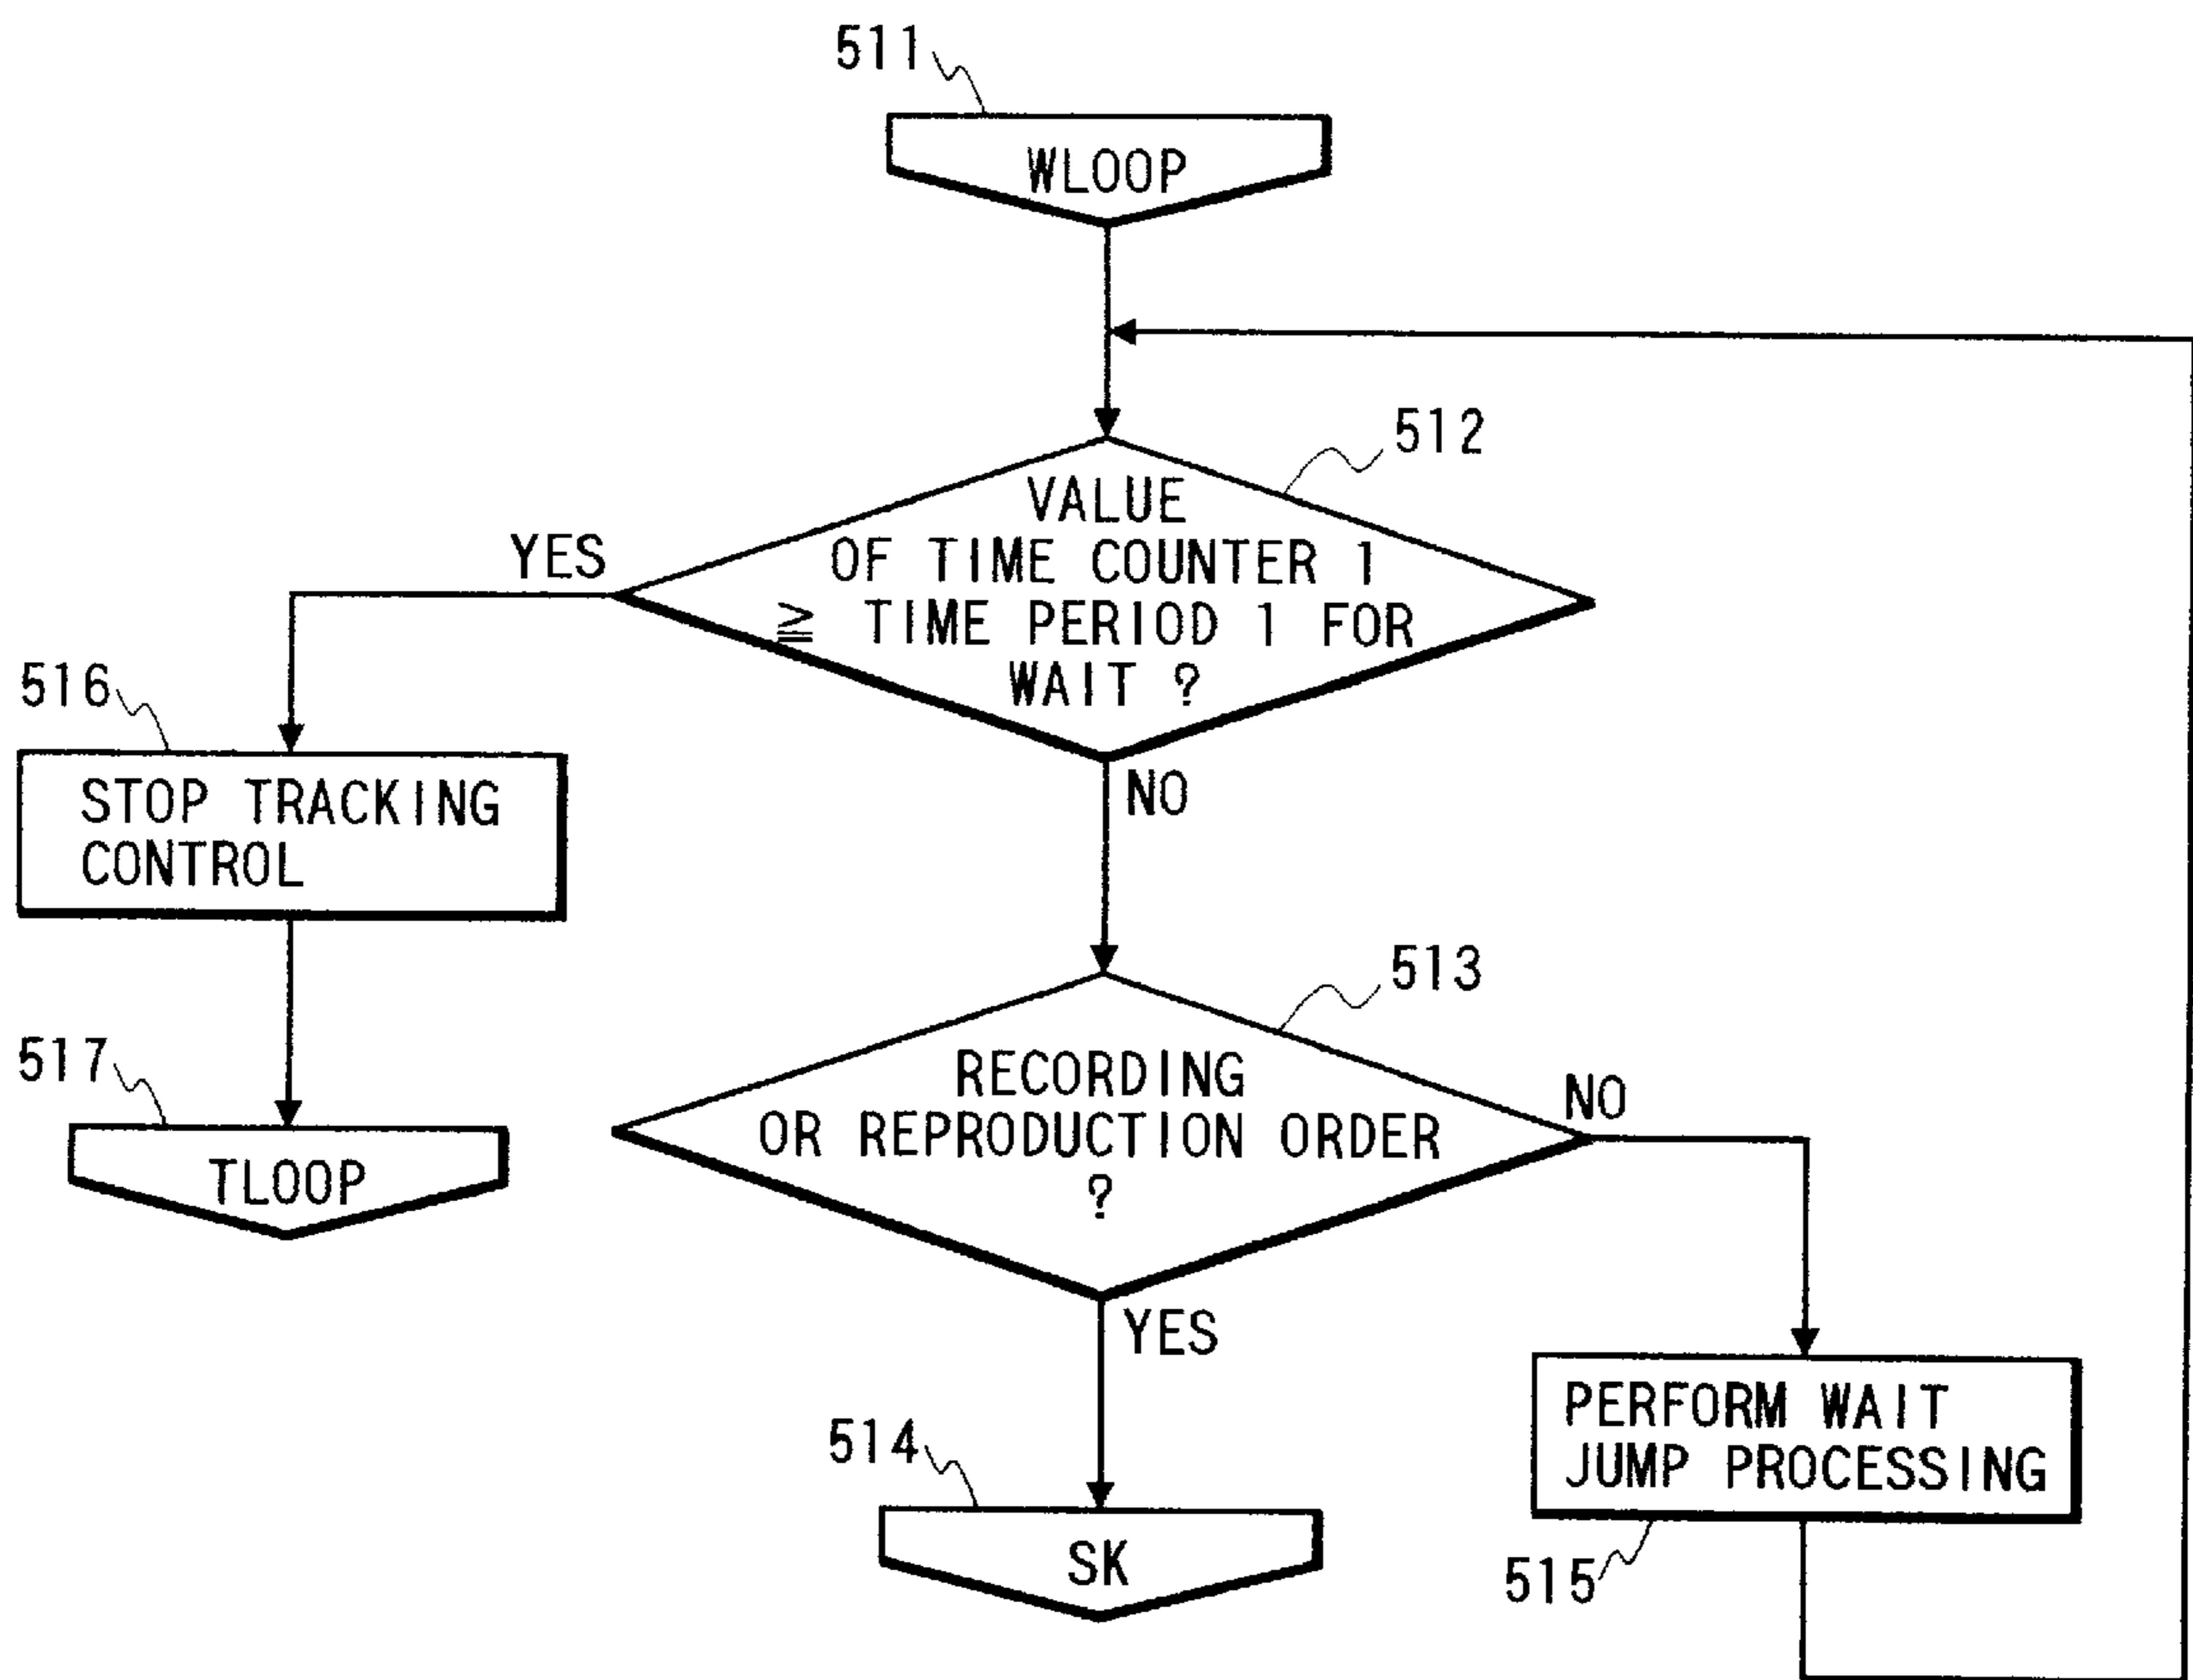 511
WLOOP
512
VALUE
OF TIME COUNTER 1
≧ TIME PERIOD 1 FOR
WAIT ?
YES
NO
516
STOP TRACKING
CONTROL
517
TLOOP
513
RECORDING
OR REPRODUCTION ORDER
?
NO
YES
514
SK
PERFORM WAIT
JUMP PROCESSING
515